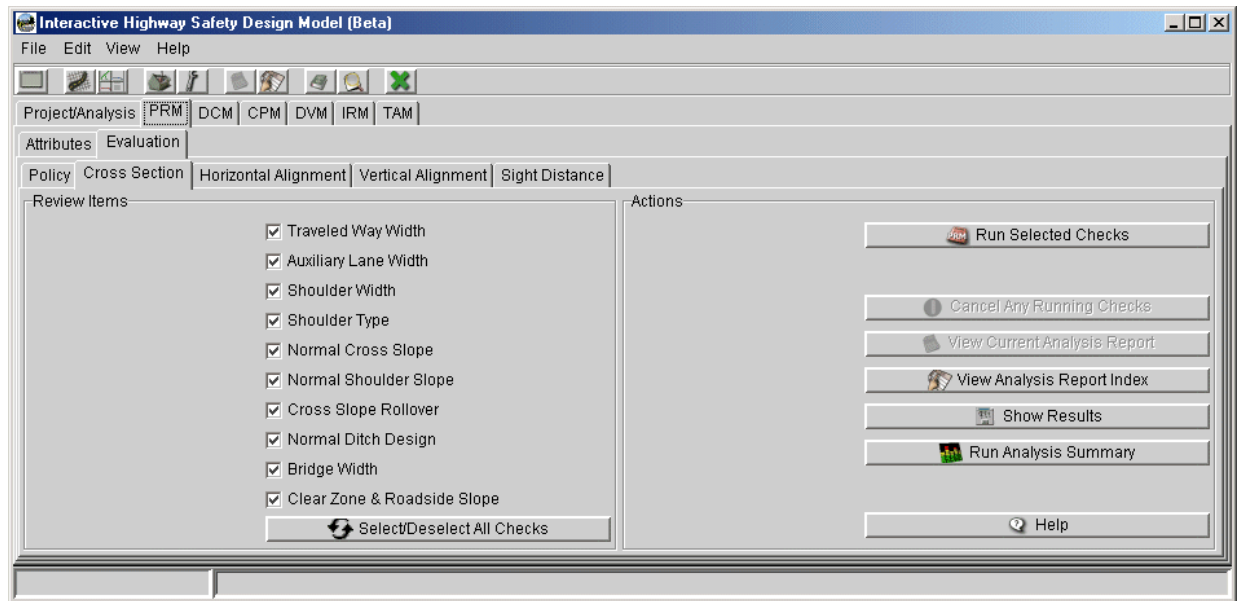 Interactive Highway Safety Design Model (Beta)
File Edit View Help
Project/Analysis PRM DCM CPM DVM IRM TAM
Attributes Evaluation
Policy Cross Section Horizontal Alignment Vertical Alignment Sight Distance
Review Items
Traveled Way Width
Auxiliary Lane Width
Shoulder Width
Shoulder Type
Normal Cross Slope
Normal Shoulder Slope
Cross Slope Rollover
Normal Ditch Design
Bridge Width
Clear Zone & Roadside Slope
Select/Deselect All Checks
Actions
Run Selected Checks
Cancel Any Running Checks
View Current Analysis Report
View Analysis Report Index
Show Results
Run Analysis Summary
Help